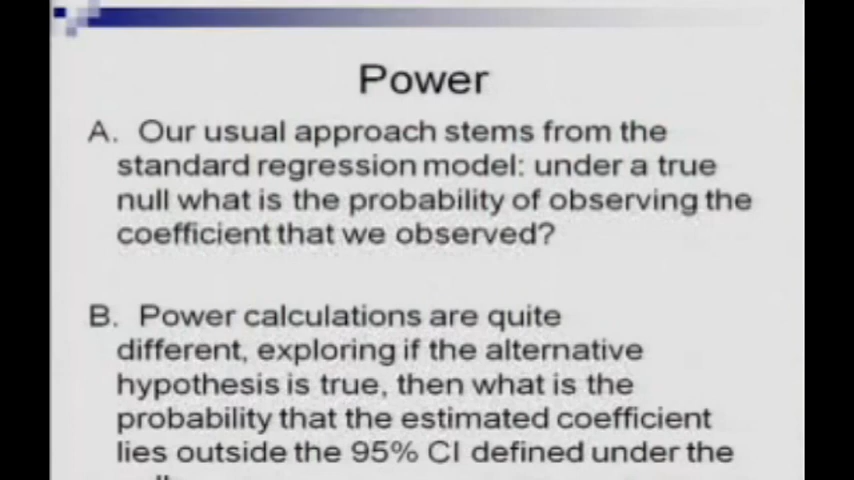 Power
A. Our usual approach stems from the
standard regression model: under a true
null what is the probability of observing the
coefficient that we observed?
B. Power calculations are quite
different, exploring if the alternative
hypothesis is true, then what is the
probability that the estimated coefficient
lies outside the 95% CI defined under the